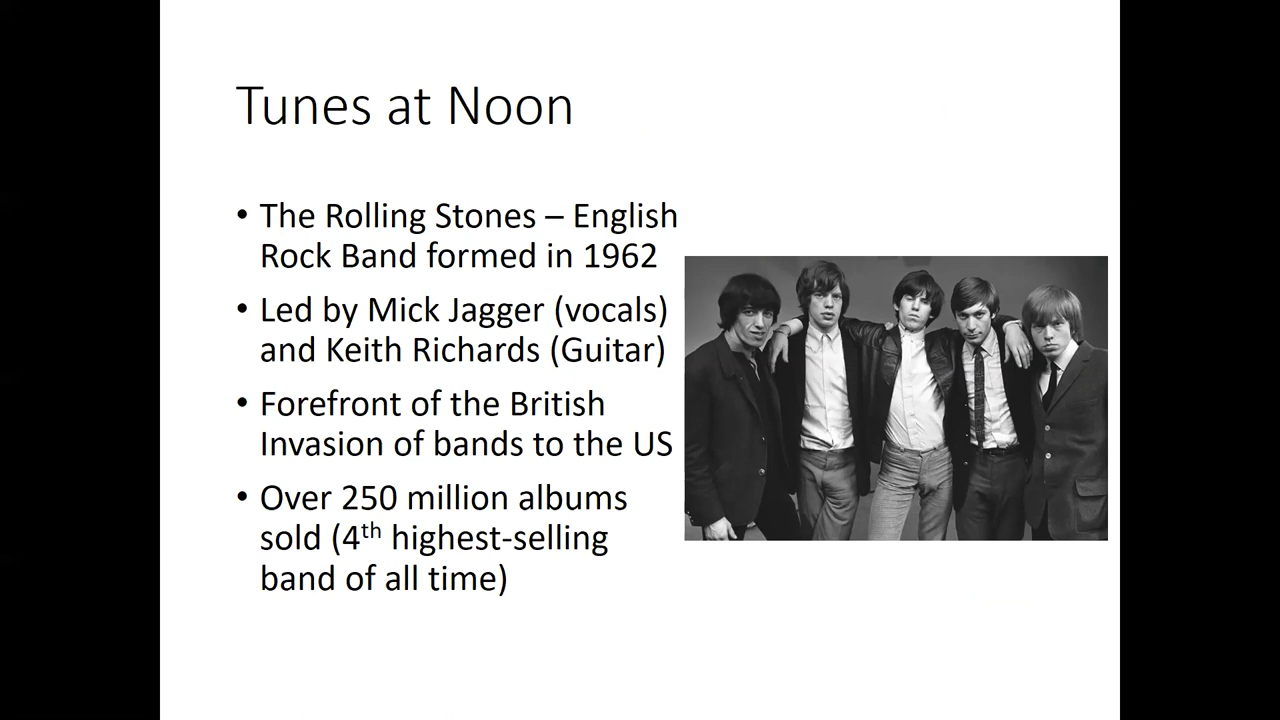 Tunes at Noon
• The Rolling Stones – English
Rock Band formed in 1962
• Led by Mick Jagger (vocals)
and Keith Richards (Guitar)
• Forefront of the British
Invasion of bands to the US
• Over 250 million albums
sold (4th highest-selling
band of all time)